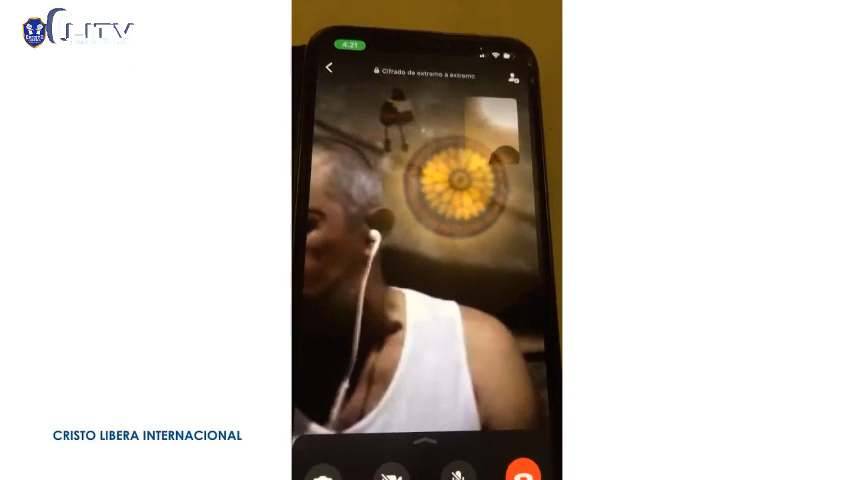 CLITV
4:21
Cifrado de extremo a extremo
CRISTO LIBERA INTERNACIONAL